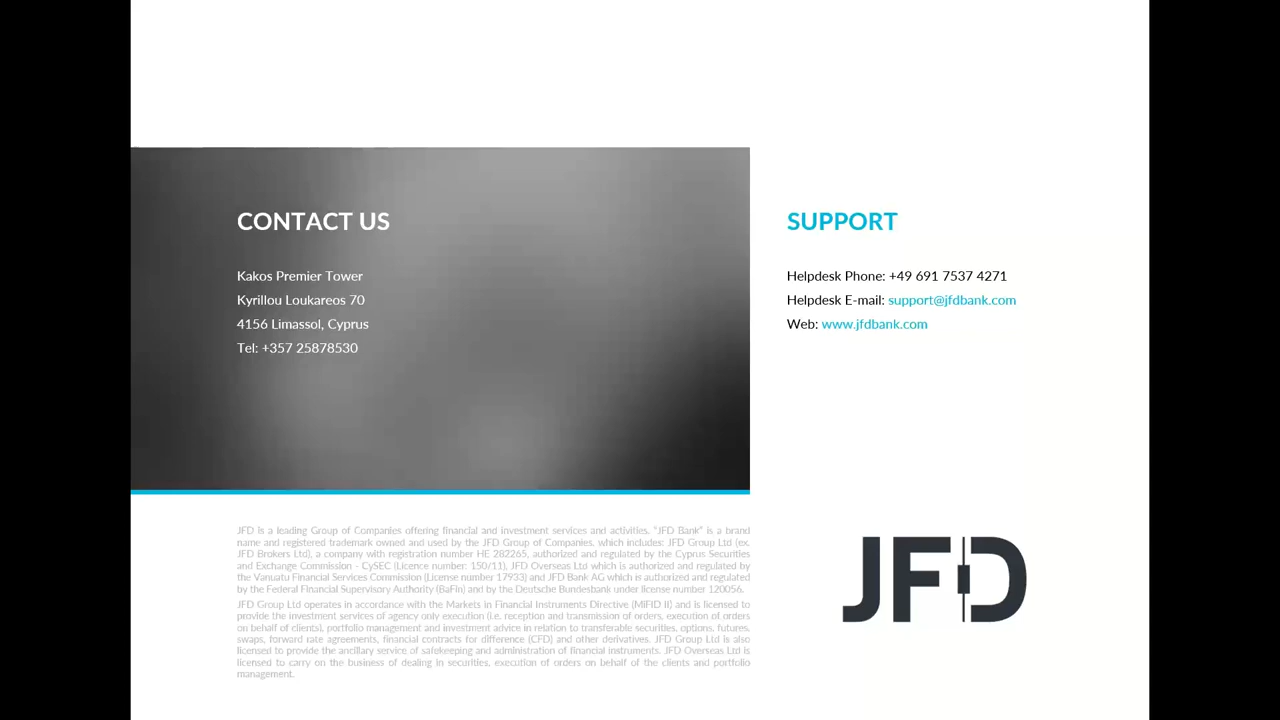 CONTACT US
Kakos Premier Tower
Kyrillou Loukareos 70
4156 Limassol, Cyprus
Tel: +357 25878530
SUPPORT
Helpdesk Phone: +49 691 7537 4271
Helpdesk E-mail: support@jfdbank.com
Web: www.jfdbank.com
JFD is a leading Group of Companies offering financial and investment services and activities. “JFD Bank” is a brand
name and registered trademark owned and used by the JFD Group of Companies, which includes: JFD Group Ltd (ex.
JFD Brokers Ltd), a company with registration number HE 282265, authorized and regulated by the Cyprus Securities
and Exchange Commission - CySEC (Licence number: 150/11), JFD Overseas Ltd which is authorized and regulated by
the Vanuatu Financial Services Commission (License number 17933) and JFD Bank AG which is authorized and regulated
by the Federal Financial Supervisory Authority (BaFin) and by the Deutsche Bundesbank under license number 120056.
JFD Group Ltd operates in accordance with the Markets in Financial Instruments Directive (MiFID II) and is licensed to
provide the investment services of agency only execution (i.e. reception and transmission of orders, execution of orders
on behalf of clients), portfolio management and investment advice in relation to transferable securities, options, futures,
swaps, forward rate agreements, financial contracts for difference (CFD) and other derivatives. JFD Group Ltd is also
licensed to provide the ancillary service of safekeeping and administration of financial instruments. JFD Overseas Ltd is
licensed to carry on the business of dealing in securities, execution of orders on behalf of the clients and portfolio
management.
JFD